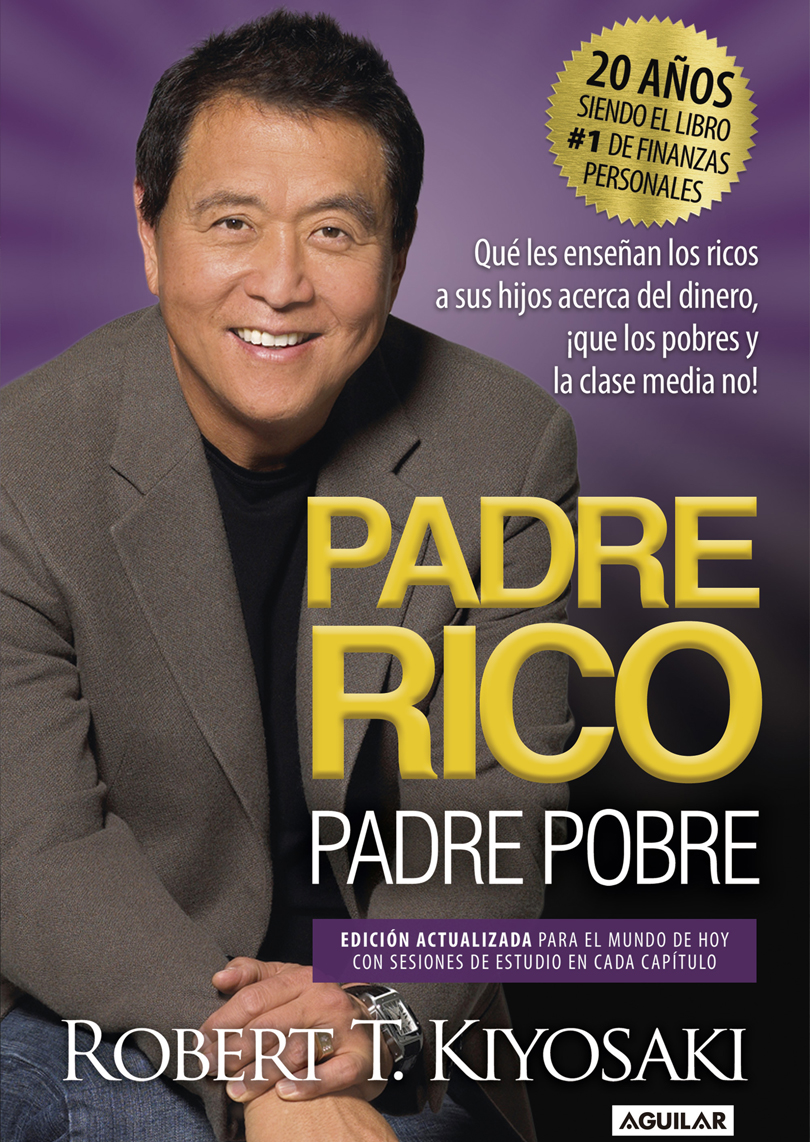 20 AÑOS
SIENDO EL LIBRO
#1 DE FINANZAS
PERSONALES
Qué les enseñan los ricos
a sus hijos acerca del dinero,
¡que los pobres y
la clase media no!
PADRE
RICO
PADRE POBRE
EDICIÓN ACTUALIZADA PARA EL MUNDO DE HOY
CON SESIONES DE ESTUDIO EN CADA CAPÍTULO
ROBERT T. KIYOSAKI
AGUILAR